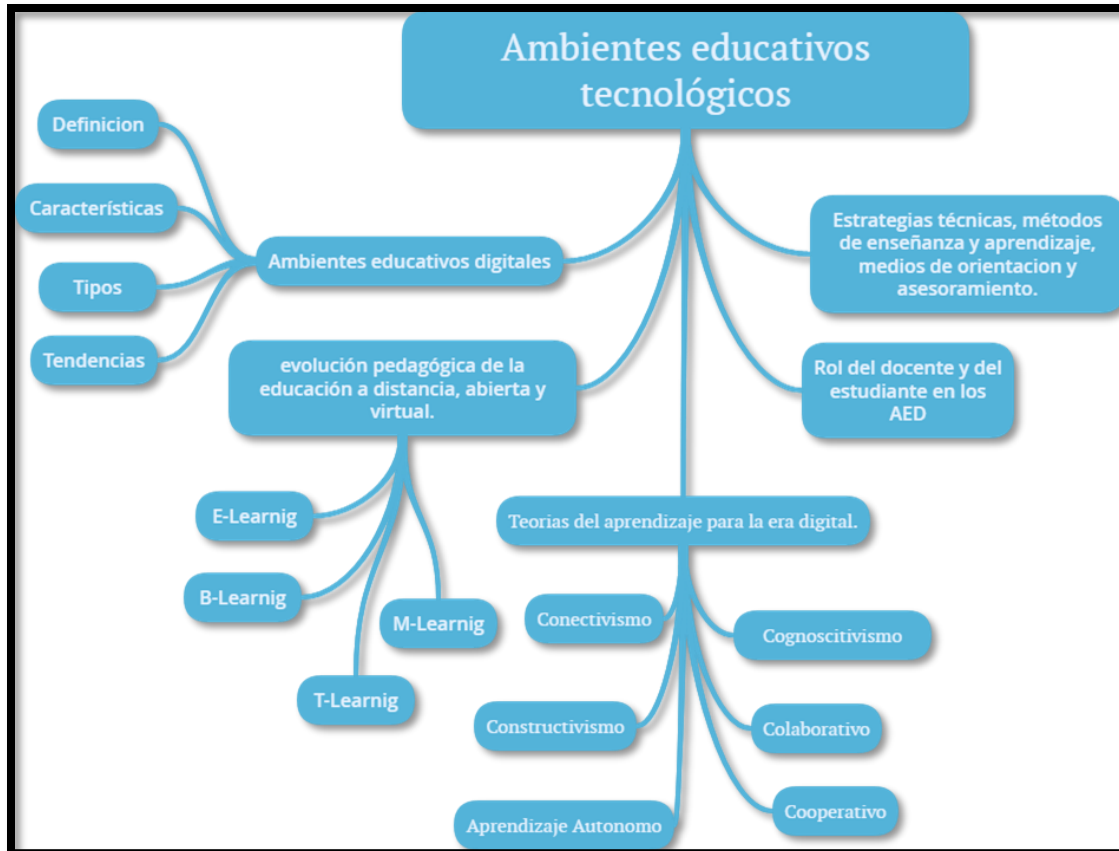 Ambientes educativos
tecnológicos
Definicion
Características
Tipos
Tendencias
Ambientes educativos digitales
evolución pedagógica de la
educación a distancia, abierta y
virtual.
E-Learnig
B-Learnig
T-Learnig
M-Learnig
Estrategias técnicas, métodos
de enseñanza y aprendizaje,
medios de orientacion y
asesoramiento.
Rol del docente y del
estudiante en los
AED
Teorias del aprendizaje para la era digital.
Conectivismo
Constructivismo
Aprendizaje Autonomo
Cognoscitivismo
Colaborativo
Cooperativo